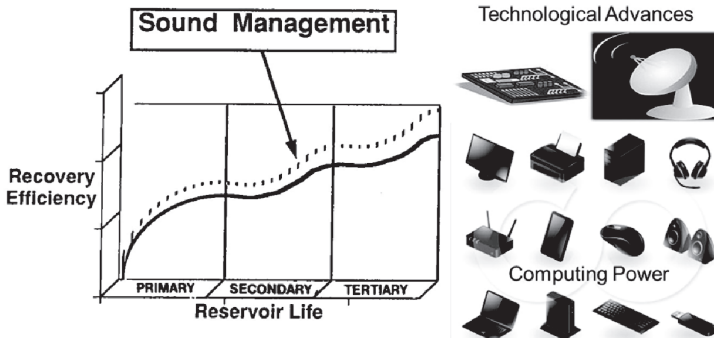 Sound Management
Recovery
Efficiency
PRIMARY
SECONDARY
TERTIARY
Reservoir Life
Technological Advances
Computing Power